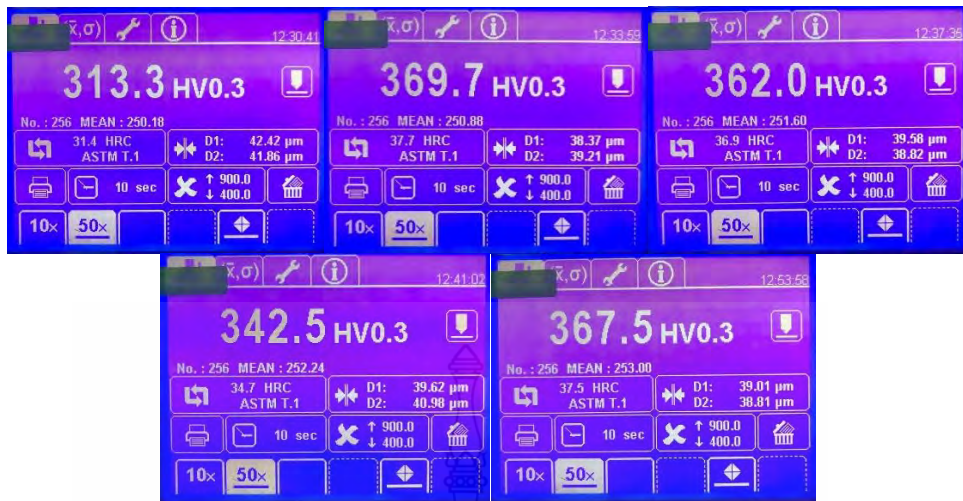 x̄,σ)
12:30:41
313.3 HV0.3
No. : 256 MEAN : 250.18
31.4 HRC
ASTM T.1
D1: 42.42 µm
D2: 41.86 µm
10 sec
↑ 900.0
↓ 400.0
10× 50×
x̄,σ)
12:33:59
369.7 HV0.3
No. : 256 MEAN : 250.88
37.7 HRC
ASTM T.1
D1: 38.37 µm
D2: 39.21 µm
10 sec
↑ 900.0
↓ 400.0
10× 50×
x̄,σ)
12:37:35
362.0 HV0.3
No. : 256 MEAN : 251.60
36.9 HRC
ASTM T.1
D1: 39.58 µm
D2: 38.82 µm
10 sec
↑ 900.0
↓ 400.0
10× 50×
x̄,σ)
12:41:02
342.5 HV0.3
No. : 256 MEAN : 252.24
34.7 HRC
ASTM T.1
D1: 39.62 µm
D2: 40.98 µm
10 sec
↑ 900.0
↓ 400.0
10× 50×
(x̄,σ)
12:53:58
367.5 HV0.3
No. : 256 MEAN : 253.00
37.5 HRC
ASTM T.1
D1: 39.01 µm
D2: 38.81 µm
10 sec
↑ 900.0
↓ 400.0
10× 50×